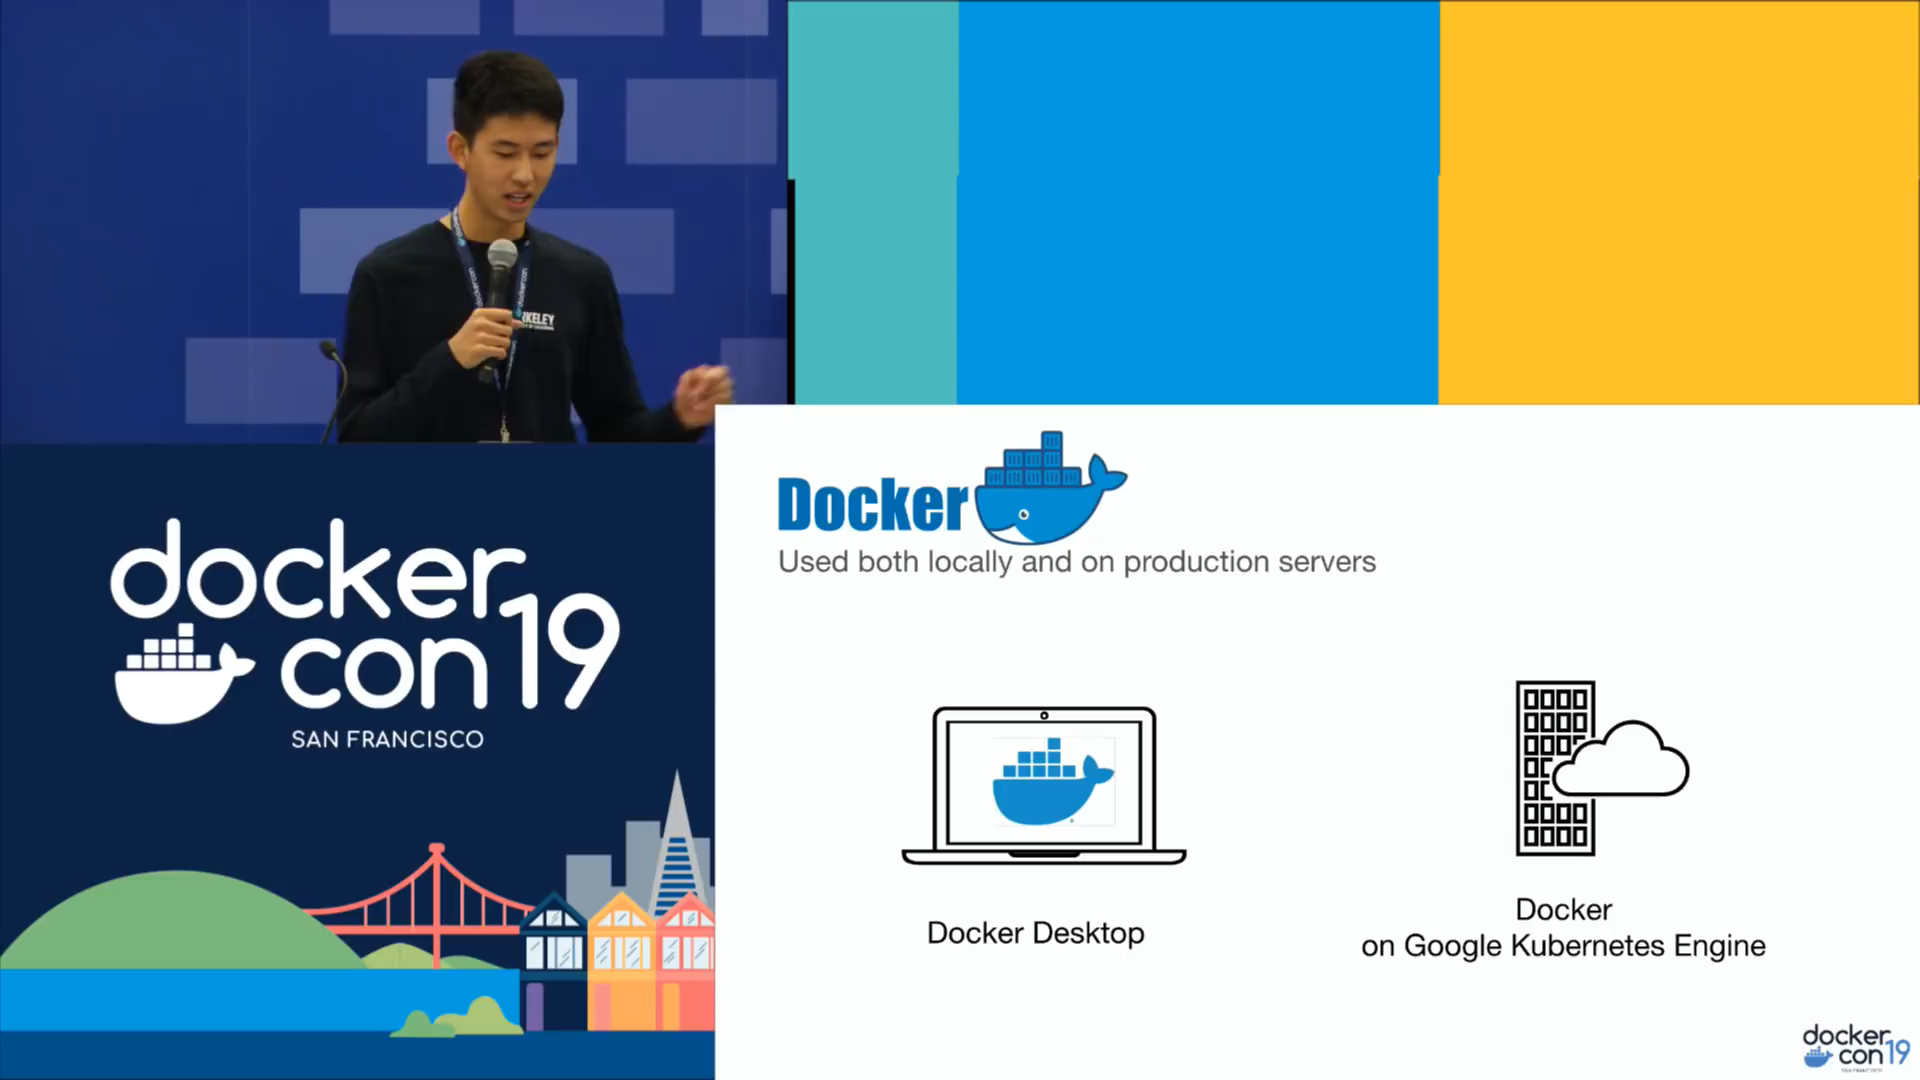 RKELEY
docker
con 19
SAN FRANCISCO
Docker
Used both locally and on production servers
Docker Desktop
Docker
on Google Kubernetes Engine
docker
con 19